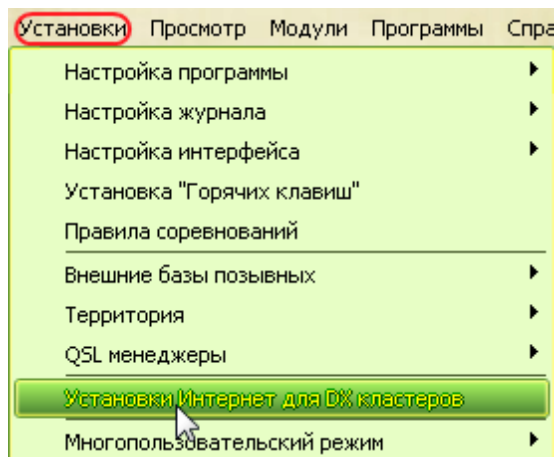 Установки Просмотр Модули Программы Спра
Настройка программы
Настройка журнала
Настройка интерфейса
Установка "Горячих клавиш"
Правила соревнований
Внешние базы позывных
Территория
QSL менеджеры
Установки Интернет для DX кластеров
Многопользовательский режим